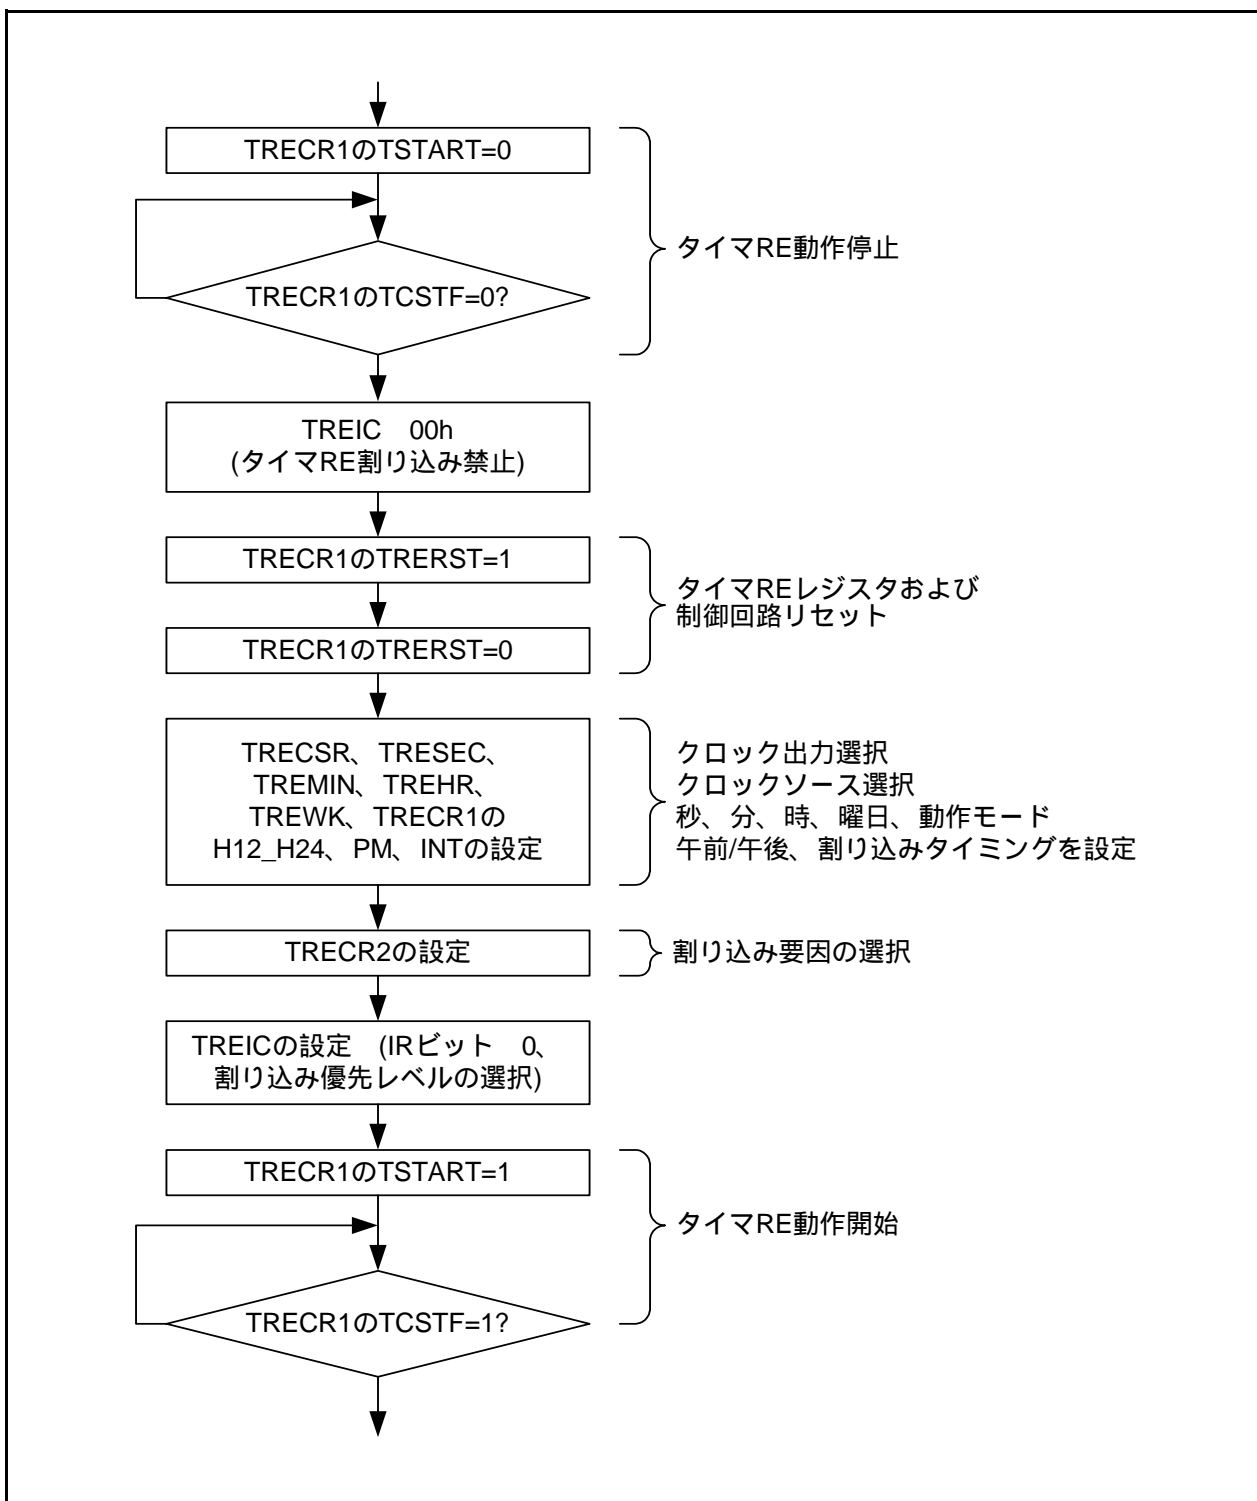 TRECR1のTSTART=0
TRECR1のTCSTF=0?
タイマRE動作停止
TREIC 00h
(タイマRE割り込み禁止)
TRECR1のTRERST=1
TRECR1のTRERST=0
タイマREレジスタおよび
制御回路リセット
TRECSR、TRESEC、
TREMIN、TREHR、
TREWK、TRECR1の
H12_H24、PM、INTの設定
クロック出力選択
クロックソース選択
秒、分、時、曜日、動作モード
午前/午後、割り込みタイミングを設定
TRECR2の設定
割り込み要因の選択
TREICの設定 (IRビット 0、
割り込み優先レベルの選択)
TRECR1のTSTART=1
TRECR1のTCSTF=1?
タイマRE動作開始